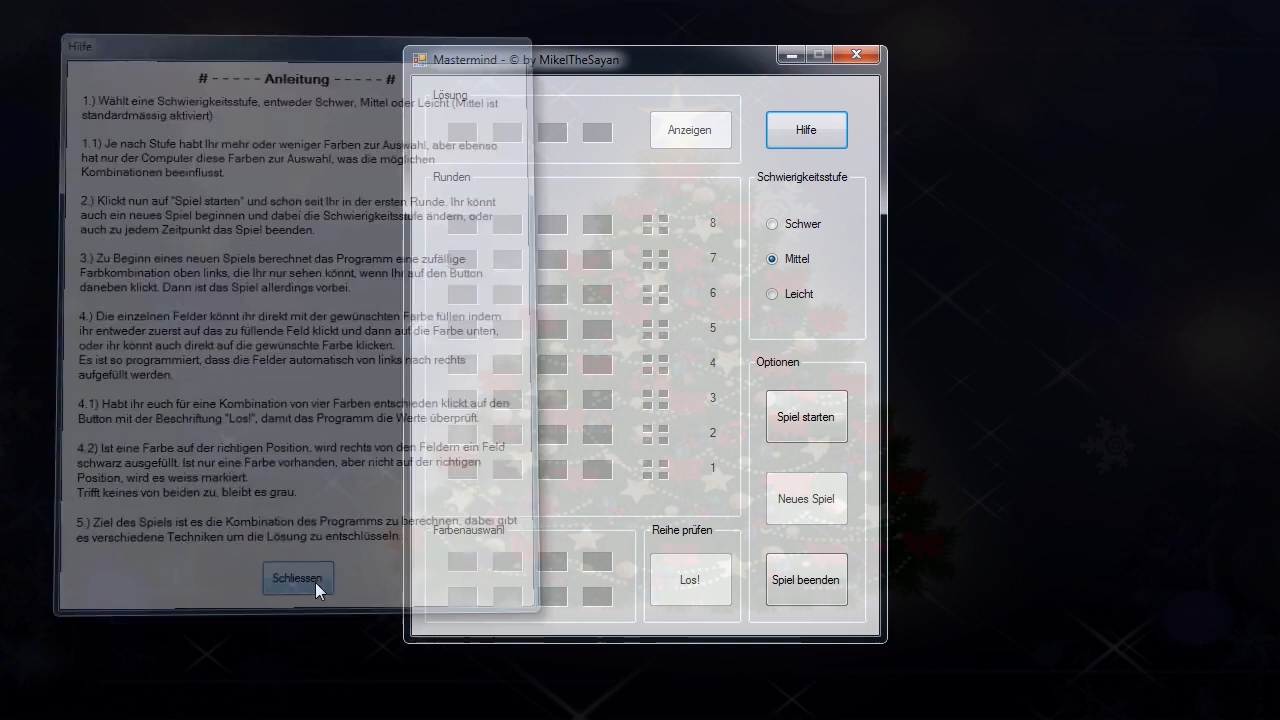 Hilfe
# - - - - - Anleitung - - - - - #
1.) Wählt eine Schwierigkeitsstufe, entweder Schwer, Mittel oder Leicht (Mittel ist
standardmässig aktiviert)
1.1) Je nach Stufe habt Ihr mehr oder weniger Farben zur Auswahl, aber ebenso
hat nur der Computer diese Farben zur Auswahl, was die möglichen
Kombinationen beeinflusst.
2.) Klickt nun auf "Spiel starten" und schon seit Ihr in der ersten Runde. Ihr könnt
auch ein neues Spiel beginnen und dabei die Schwierigkeitsstufe ändern, oder
auch zu jedem Zeitpunkt das Spiel beenden.
3.) Zu Beginn eines neuen Spiels berechnet das Programm eine zufällige
Farbkombination oben links, die Ihr nur sehen könnt, wenn Ihr auf den Button
daneben klickt. Dann ist das Spiel allerdings vorbei.
4.) Die einzelnen Felder könnt ihr direkt mit der gewünschten Farbe füllen indem
ihr entweder zuerst auf das zu füllende Feld klickt und dann auf die Farbe unten,
oder ihr könnt auch direkt auf die gewünschte Farbe klicken.
Es ist so programmiert, dass die Felder automatisch von links nach rechts
aufgefüllt werden.
4.1) Habt ihr euch für eine Kombination von vier Farben entschieden klickt auf den
Button mit der Beschriftung "Los!", damit das Programm die Werte überprüft.
4.2) Ist eine Farbe auf der richtigen Position, wird rechts von den Feldern ein Feld
schwarz ausgefüllt. Ist nur eine Farbe vorhanden, aber nicht auf der richtigen
Position, wird es weiss markiert.
Trifft keines von beiden zu, bleibt es grau.
5.) Ziel des Spiels ist es die Kombination des Programms zu berechnen, dabei gibt
es verschiedene Techniken um die Lösung zu entschlüsseln.
Schliessen
Mastermind - © by MikelTheSayan
Lösung
Anzeigen
Hilfe
Runden
8
7
6
5
4
3
2
1
Schwierigkeitsstufe
Schwer
Mittel
Leicht
Optionen
Spiel starten
Neues Spiel
Spiel beenden
Farbenauswahl
Reihe prüfen
Los!